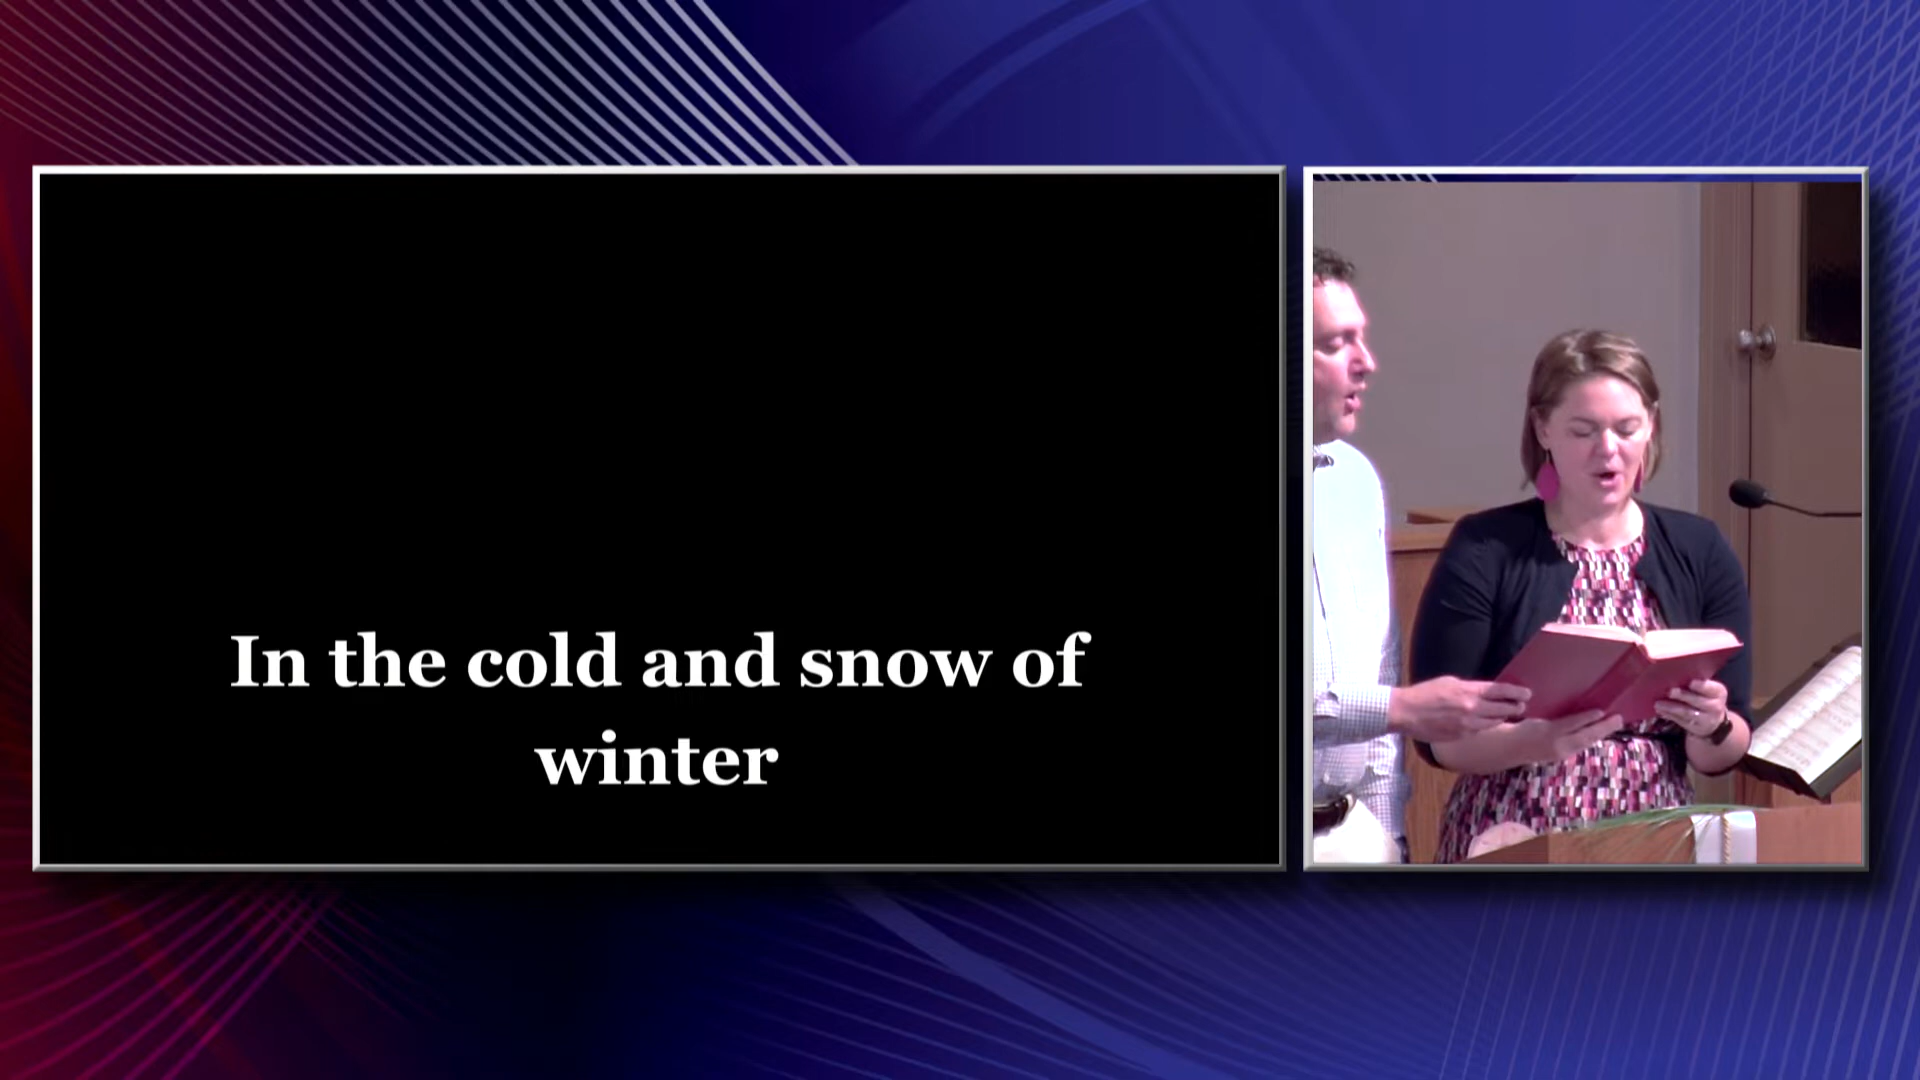 In the cold and snow of
winter